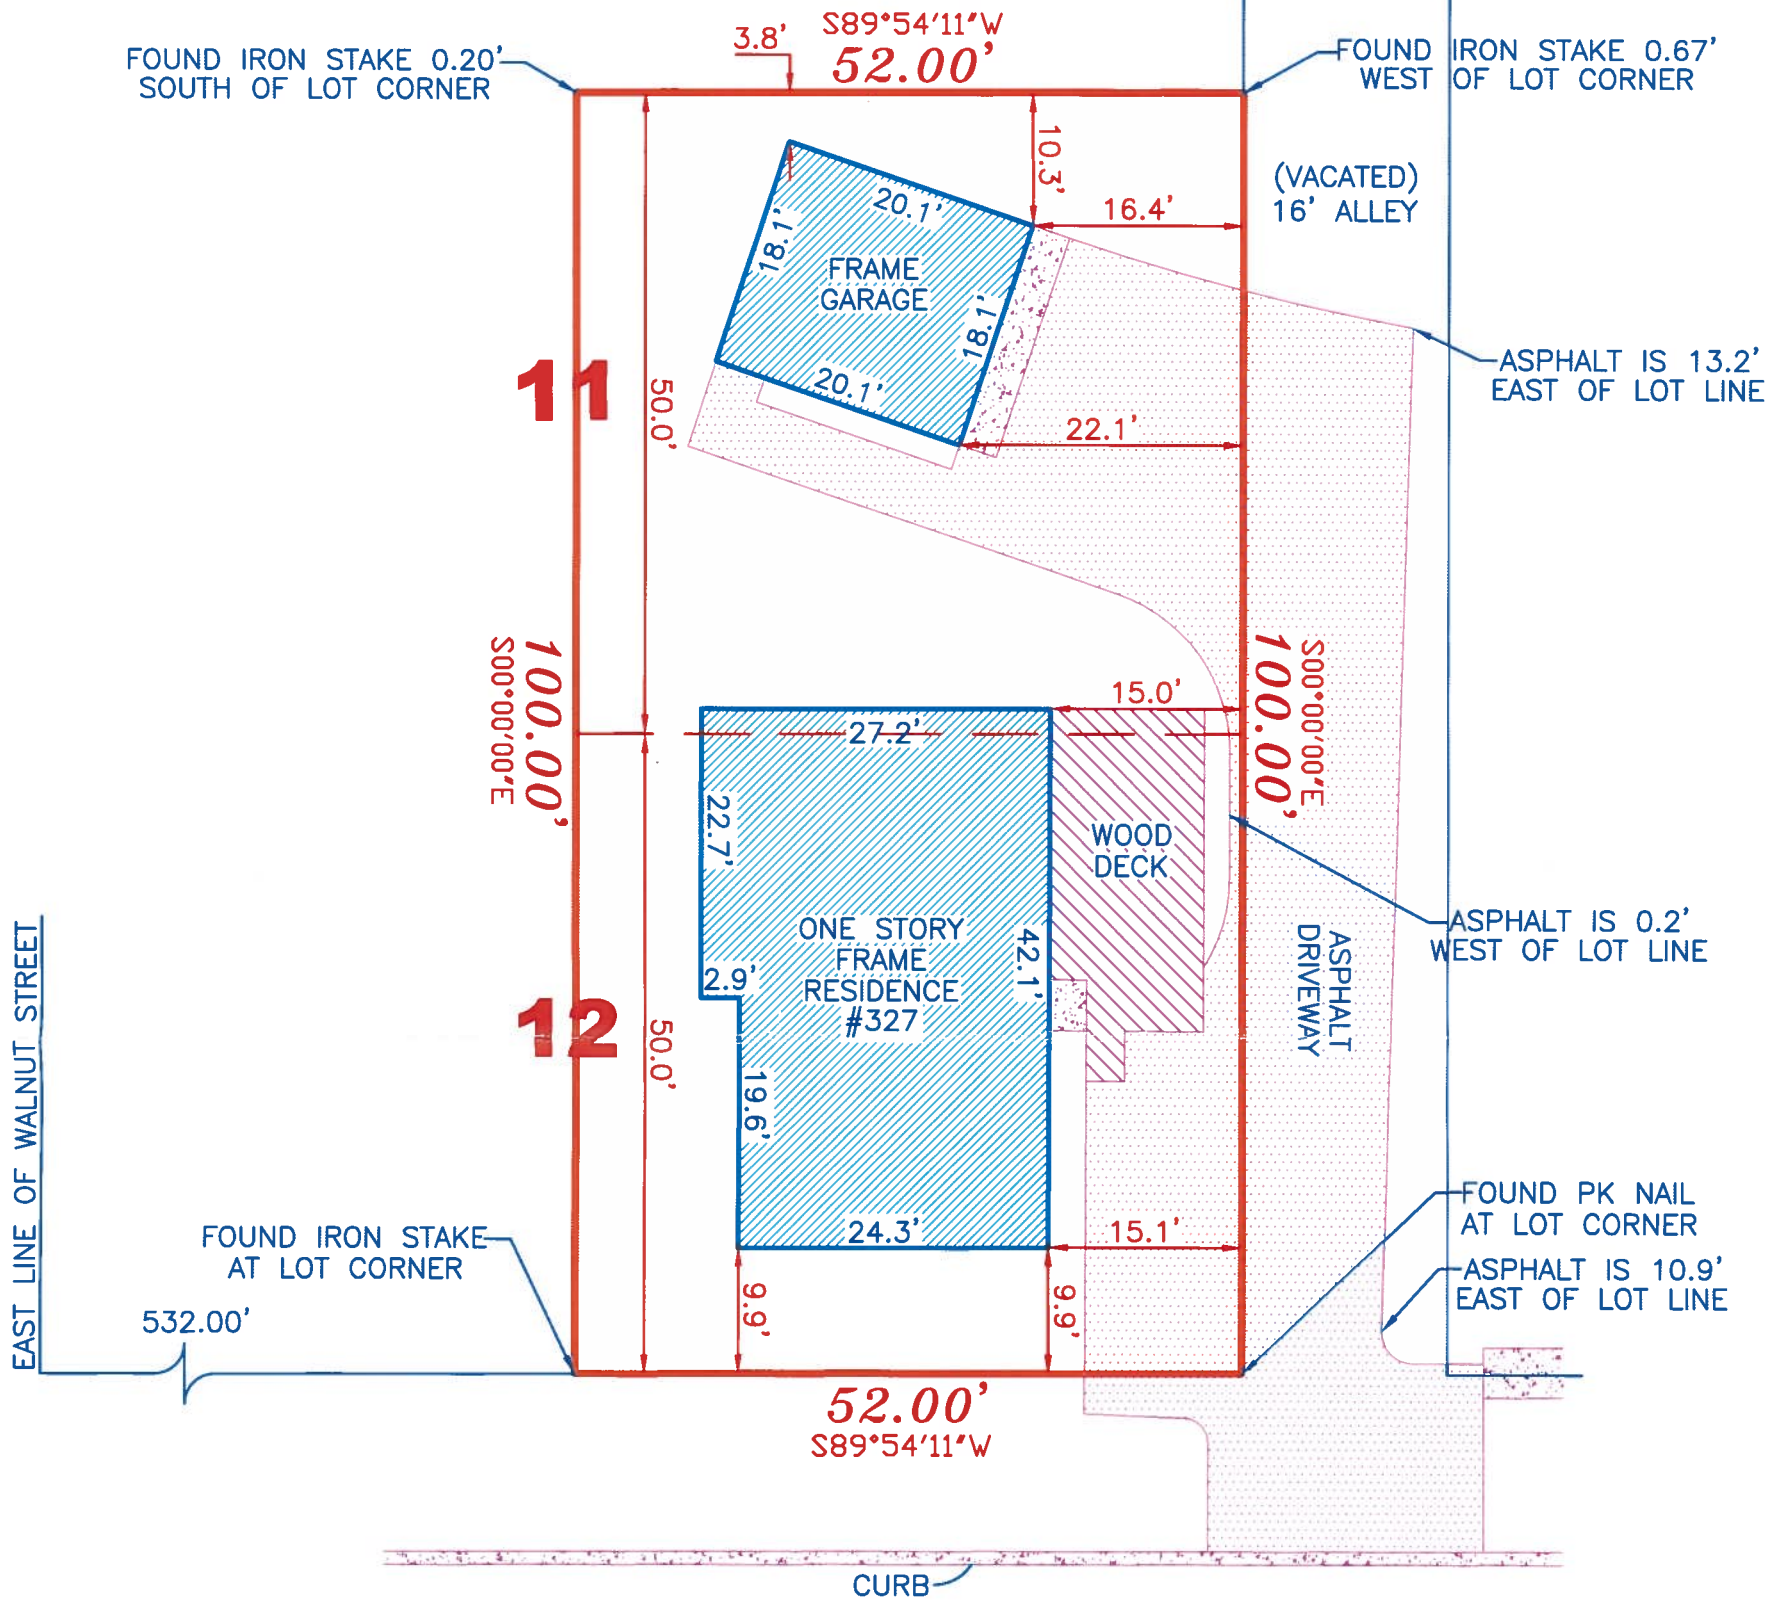 S89°54'11"W
3.8'
52.00'
FOUND IRON STAKE 0.20'
SOUTH OF LOT CORNER
FOUND IRON STAKE 0.67'
WEST OF LOT CORNER
10.3'
(VACATED)
16' ALLEY
16.4'
20.1'
18.1'
FRAME
GARAGE
18.1'
20.1'
11
50.0'
22.1'
ASPHALT IS 13.2'
EAST OF LOT LINE
100.00'
S00°00'00"E
15.0'
S00°00'00"E
100.00'
27.2'
22.7'
WOOD
DECK
ONE STORY
FRAME
RESIDENCE
#327
42.1'
2.9'
ASPHALT IS 0.2'
WEST OF LOT LINE
ASPHALT
DRIVEWAY
12
50.0'
19.6'
EAST LINE OF WALNUT STREET
FOUND PK NAIL
AT LOT CORNER
FOUND IRON STAKE
AT LOT CORNER
24.3'
15.1'
ASPHALT IS 10.9'
EAST OF LOT LINE
532.00'
9.9'
9.9'
52.00'
S89°54'11"W
CURB